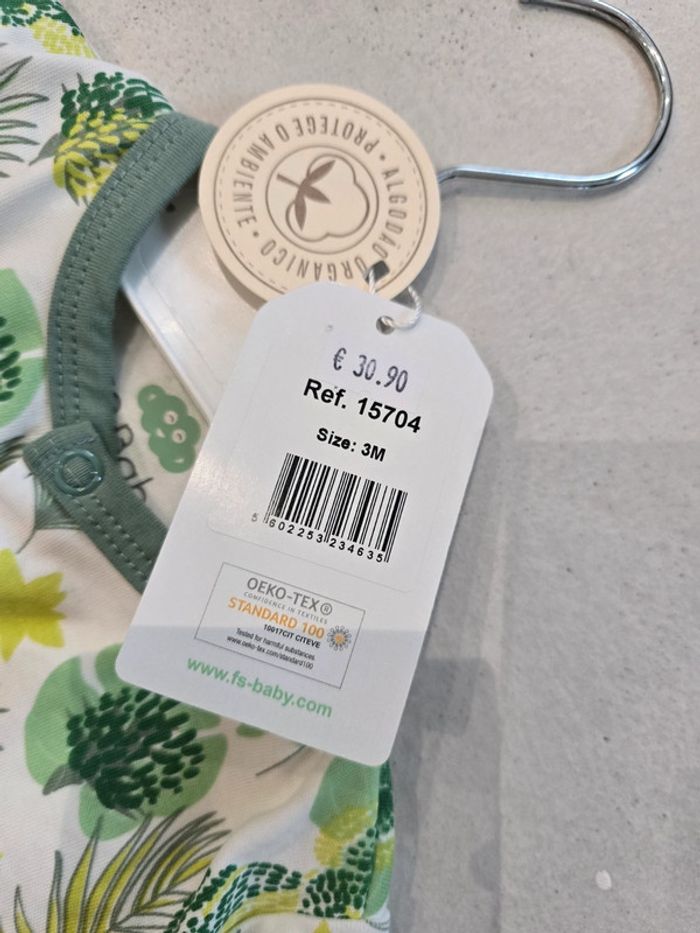 ALGODÃO ORGANICO • PROTEGE O AMBIENTE •
€ 30.90
Ref. 15704
Size: 3M
5 602253 234635
OEKO-TEX®
CONFIDENCE IN TEXTILES
STANDARD 100
10017CIT CITEVE
Tested for harmful substances
www.oeko-tex.com/standard100
www.fs-baby.com